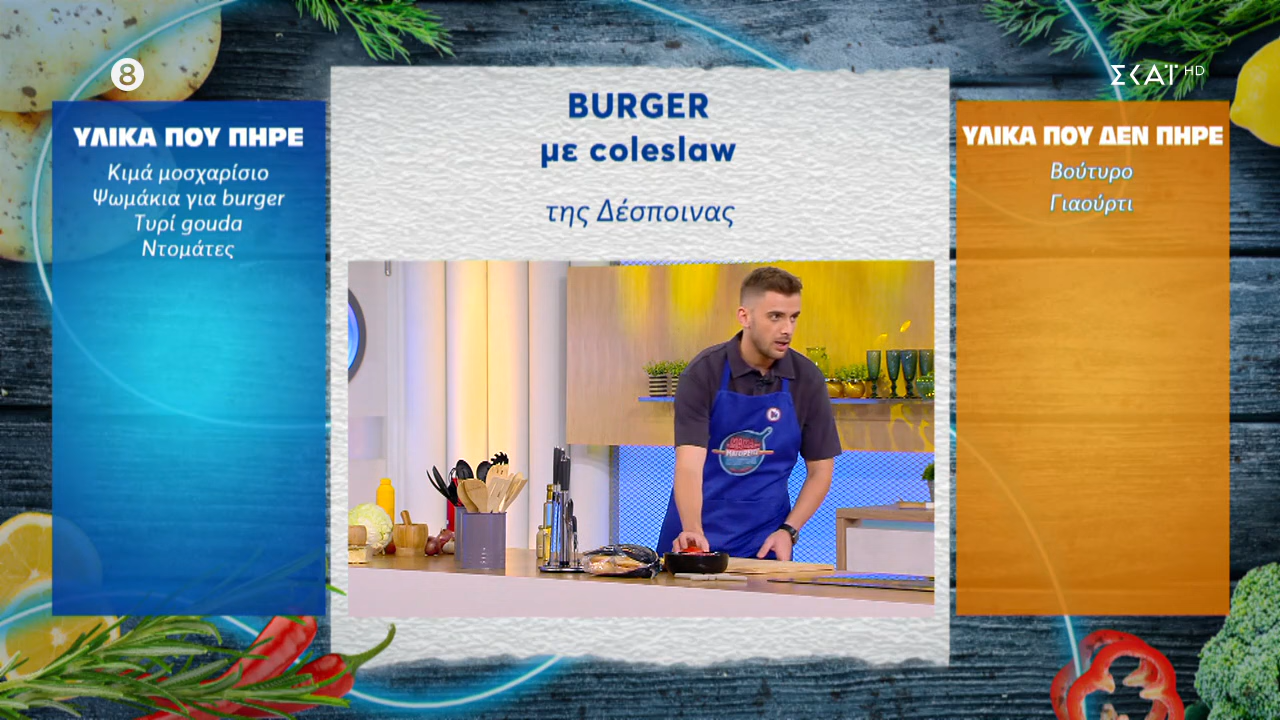 8
ΣΚΑΪ HD
BURGER
με coleslaw
της Δέσποινας
ΥΛΙΚΑ ΠΟΥ ΠΗΡΕ
Κιμά μοσχαρίσιο
Ψωμάκια για burger
Τυρί gouda
Ντομάτες
ΥΛΙΚΑ ΠΟΥ ΔΕΝ ΠΗΡΕ
Βούτυρο
Γιαούρτι